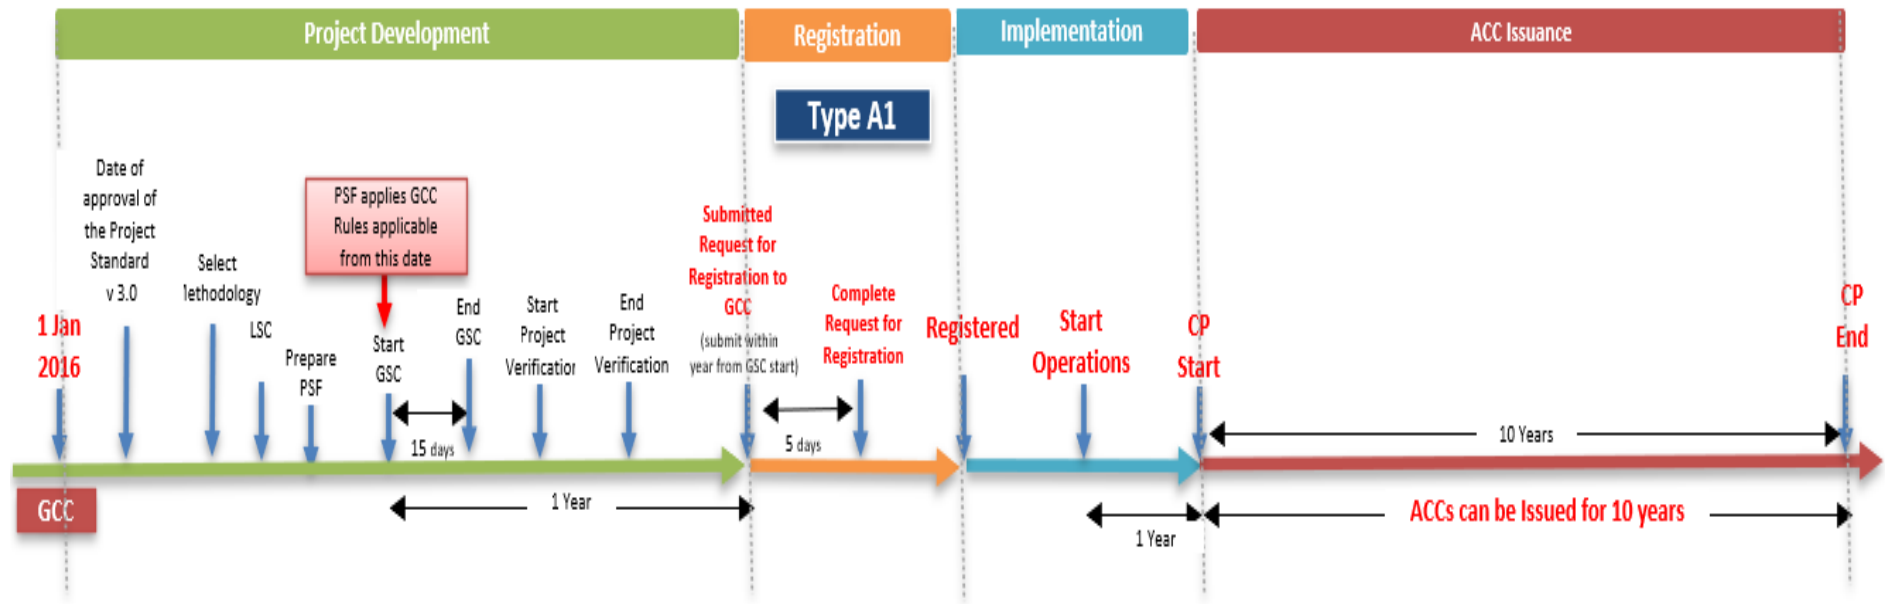 Project Development
Registration
Implementation
ACC Issuance
Type A1
1 Jan
2016
Date of
approval of
the Project
Standard
v 3.0
Select
lethodology
LSC
Prepare
PSF
PSF applies GCC
Rules applicable
from this date
Start
GSC
End
GSC
15 days
Start
Project
Verification
End
Project
Verification
Submitted
Request for
Registration to
GCC
(submit within
year from GSC start)
5 days
Complete
Request for
Registration
Registered
Start
Operations
CP
Start
10 Years
CP
End
GCC
1 Year
1 Year
ACCs can be Issued for 10 years